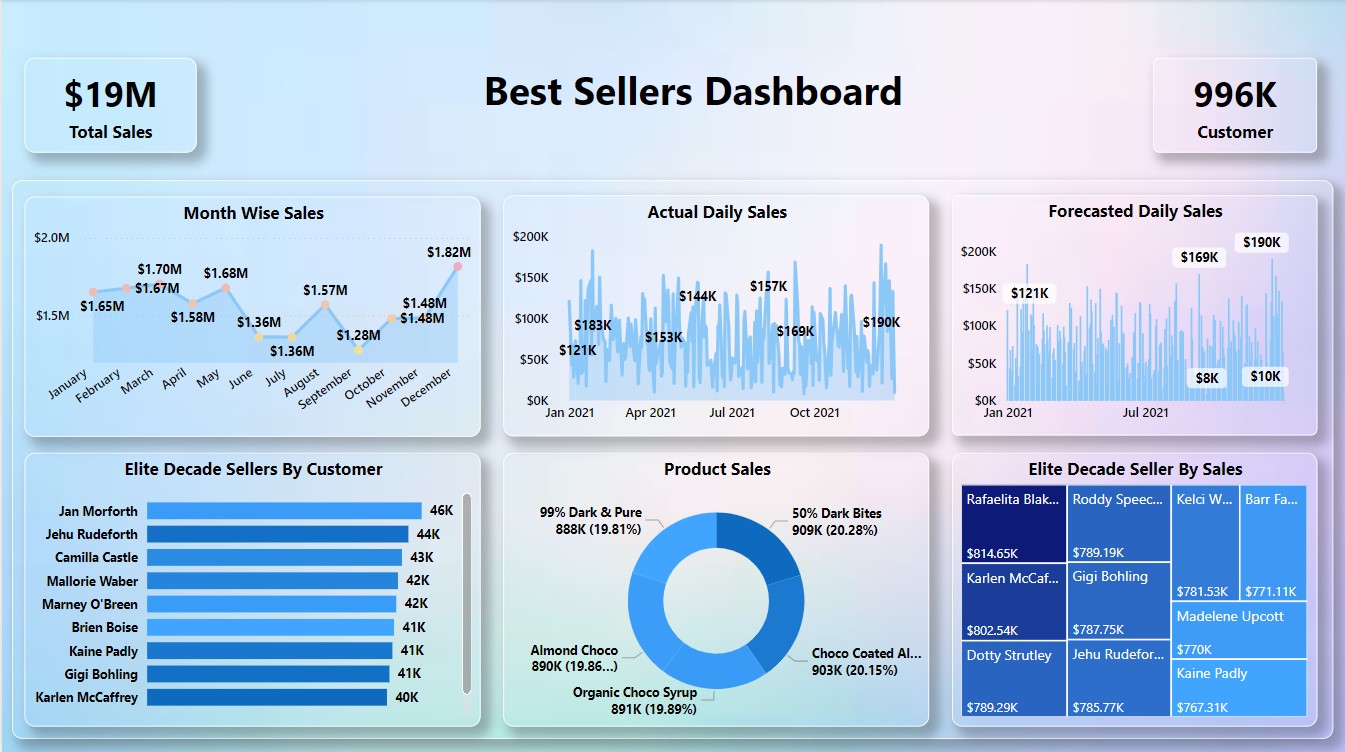 $19M
Total Sales
Best Sellers Dashboard
996K
Customer
Month Wise Sales
$2.0M
$1.5M
$1.65M
$1.67M
$1.70M
$1.58M
$1.68M
$1.36M
$1.36M
$1.57M
$1.28M
$1.48M
$1.48M
$1.82M
January
February
March
April
May
June
July
August
September
October
November
December
Actual Daily Sales
$200K
$150K
$100K
$50K
$0K
$121K
$183K
$153K
$144K
$157K
$169K
$190K
Jan 2021
Apr 2021
Jul 2021
Oct 2021
Forecasted Daily Sales
$200K
$150K
$100K
$50K
$0K
$121K
$169K
$190K
$8K
$10K
Jan 2021
Jul 2021
Elite Decade Sellers By Customer
Jan Morforth 46K
Jehu Rudeforth 44K
Camilla Castle 43K
Mallorie Waber 42K
Marney O'Breen 42K
Brien Boise 41K
Kaine Padly 41K
Gigi Bohling 41K
Karlen McCaffrey 40K
Product Sales
99% Dark & Pure
888K (19.81%)
50% Dark Bites
909K (20.28%)
Almond Choco
890K (19.86...)
Choco Coated Al...
903K (20.15%)
Organic Choco Syrup
891K (19.89%)
Elite Decade Seller By Sales
Rafaelita Blak...
$814.65K
Karlen McCaf...
$802.54K
Dotty Strutley
$789.29K
Roddy Speec...
$789.19K
Gigi Bohling
$787.75K
Jehu Rudefor...
$785.77K
Kelci W...
$781.53K
Barr Fa...
$771.11K
Madelene Upcott
$770K
Kaine Padly
$767.31K